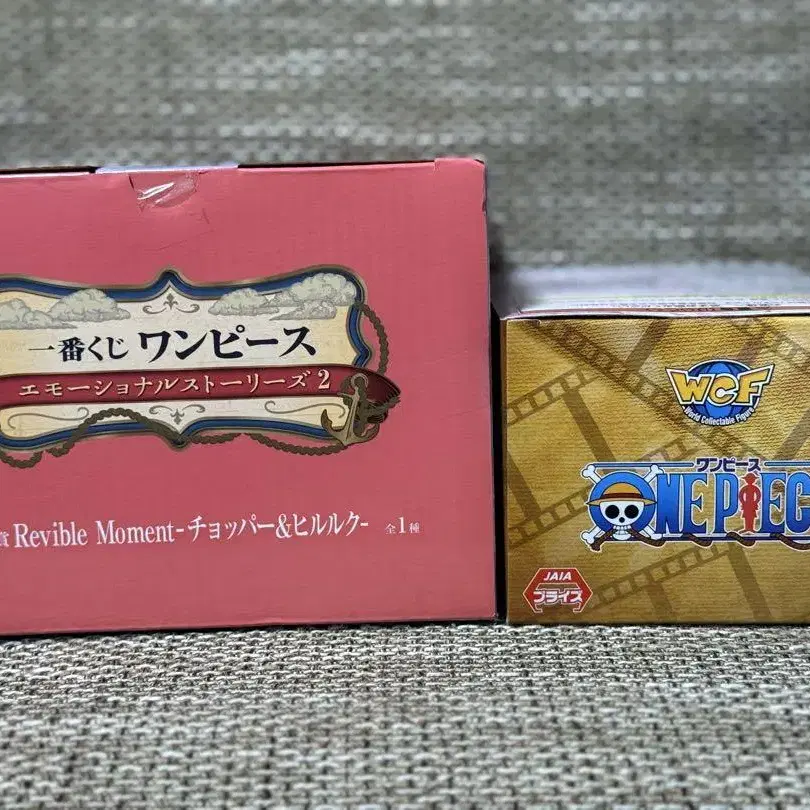 一番くじ ワンピース
エモーショナルストーリーズ2
賞 Revible Moment-チョッパー&ヒルルク- 全1種
WCF
World Collectable Figure
ワンピース
ONE PIEC
JAIA
プライズ